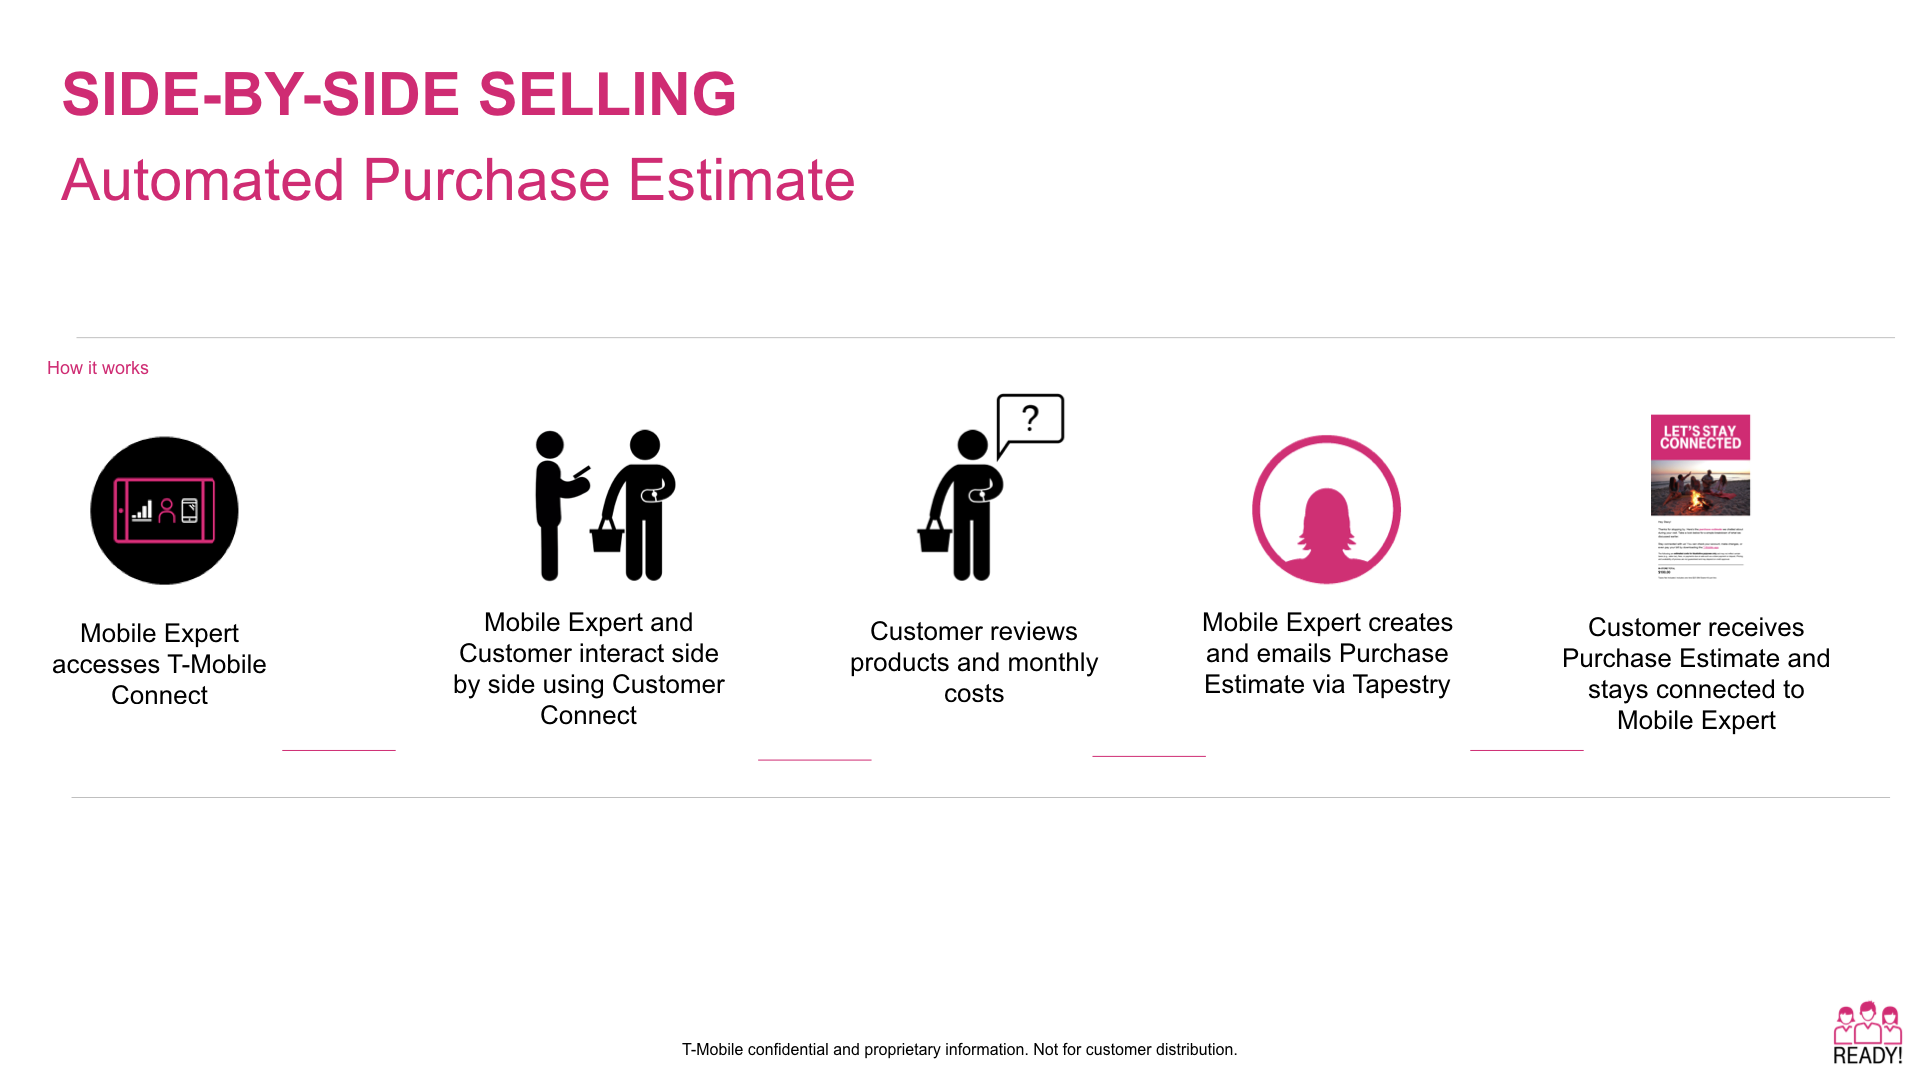 SIDE-BY-SIDE SELLING
Automated Purchase Estimate
How it works
?
LET'S STAY
CONNECTED
Mobile Expert
accesses T-Mobile
Connect
Mobile Expert and
Customer interact side
by side using Customer
Connect
Customer reviews
products and monthly
costs
Mobile Expert creates
and emails Purchase
Estimate via Tapestry
Customer receives
Purchase Estimate and
stays connected to
Mobile Expert
T-Mobile confidential and proprietary information. Not for customer distribution.
READY!